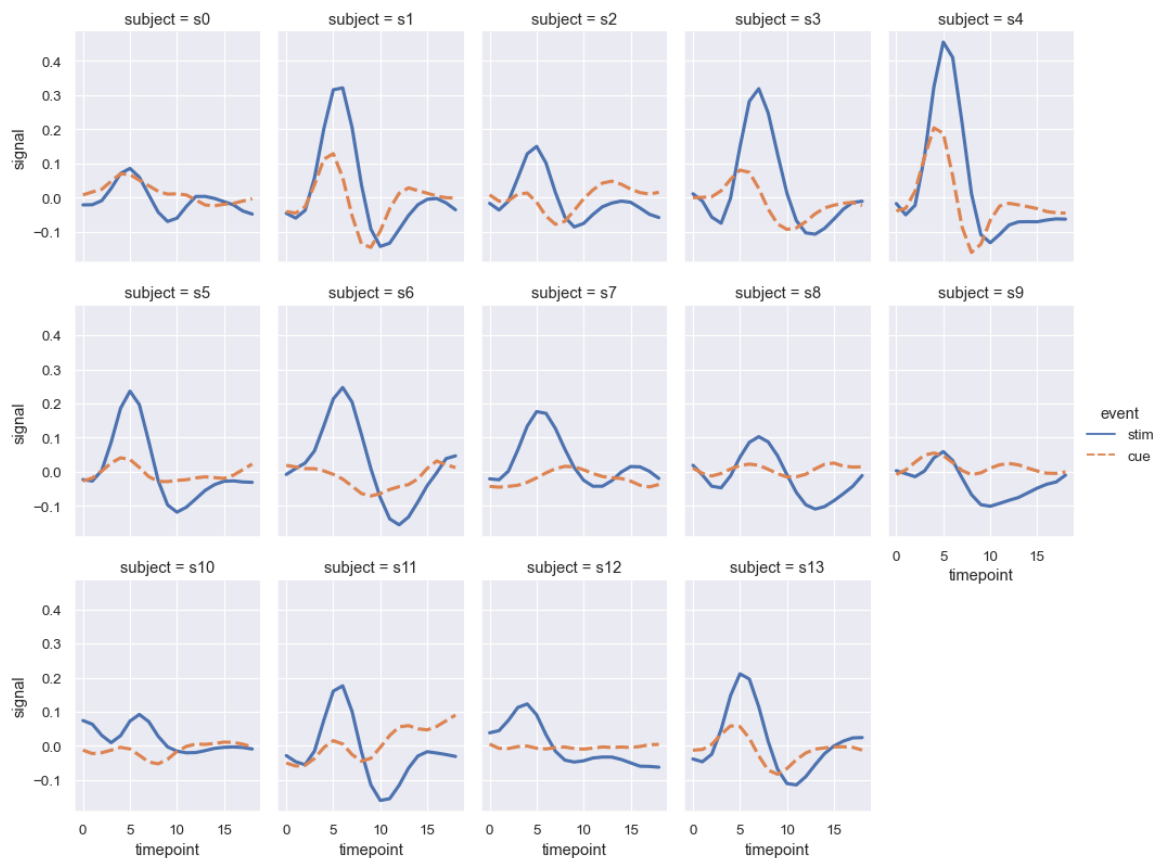 subject = s0
subject = s1
subject = s2
subject = s3
subject = s4
0.4
0.3
0.2
0.1
0.0
−0.1
signal
subject = s5
subject = s6
subject = s7
subject = s8
subject = s9
0.4
0.3
0.2
0.1
0.0
−0.1
signal
0 5 10 15
timepoint
event
stim
cue
subject = s10
subject = s11
subject = s12
subject = s13
0.4
0.3
0.2
0.1
0.0
−0.1
signal
0 5 10 15
0 5 10 15
0 5 10 15
0 5 10 15
timepoint
timepoint
timepoint
timepoint